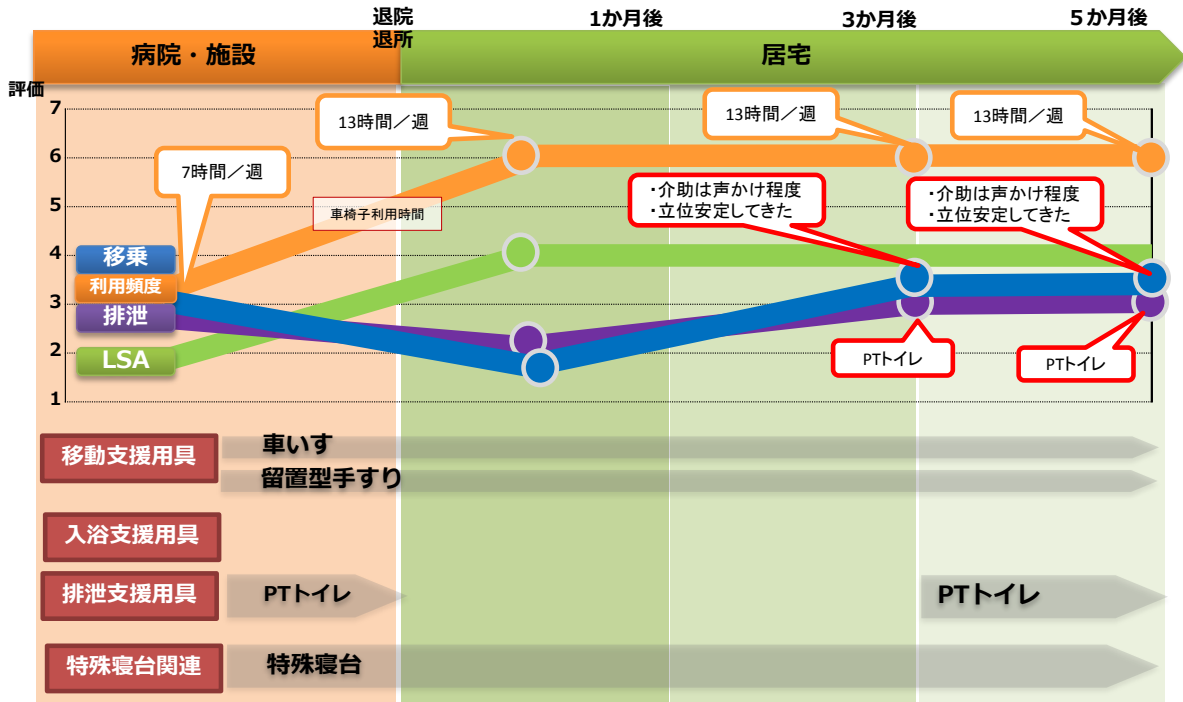 退院
退所
1か月後
3か月後
５か月後
病院・施設
居宅
評価
7
6
5
4
3
2
1
13時間／週
13時間／週
13時間／週
7時間／週
車椅子利用時間
・介助は声かけ程度
・立位安定してきた
・介助は声かけ程度
・立位安定してきた
移乗
利用頻度
排泄
LSA
PTトイレ
PTトイレ
移動支援用具
車いす
留置型手すり
入浴支援用具
排泄支援用具
PTトイレ
PTトイレ
特殊寝台関連
特殊寝台